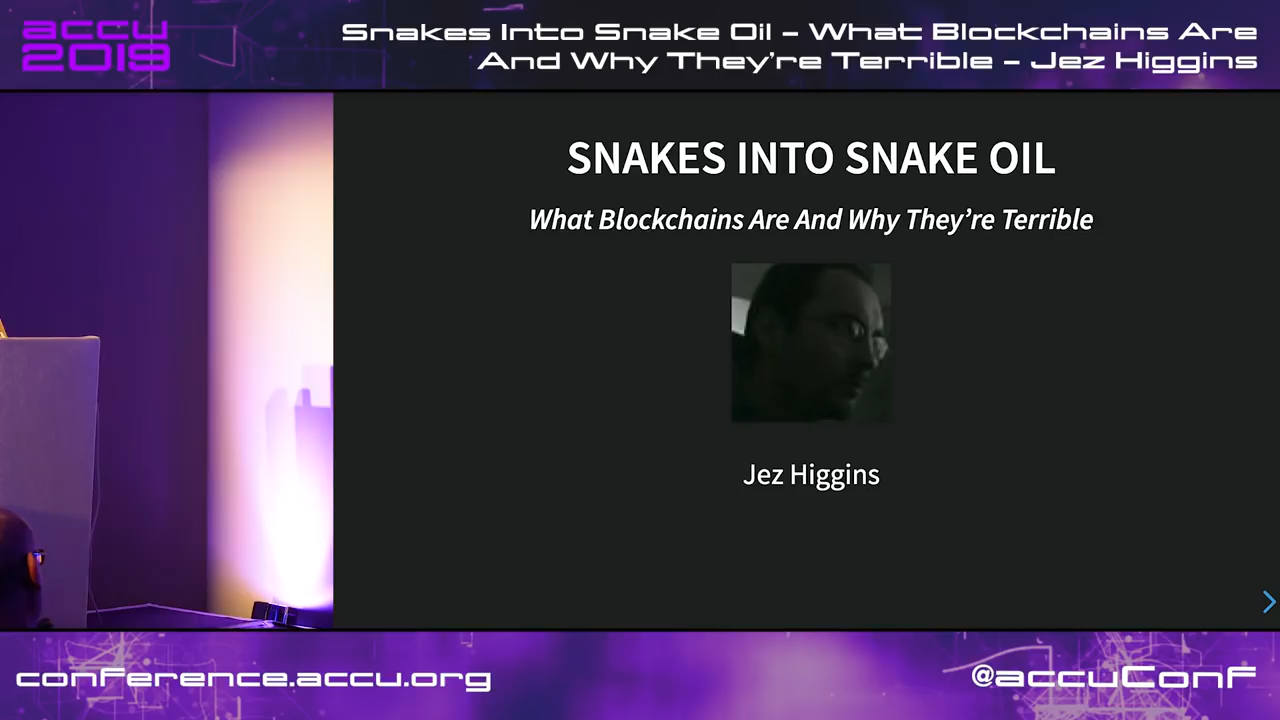 accu
2019
Snakes Into Snake Oil – What Blockchains Are
And Why They're Terrible – Jez Higgins
SNAKES INTO SNAKE OIL
What Blockchains Are And Why They’re Terrible
Jez Higgins
conference.accu.org
@accuConf